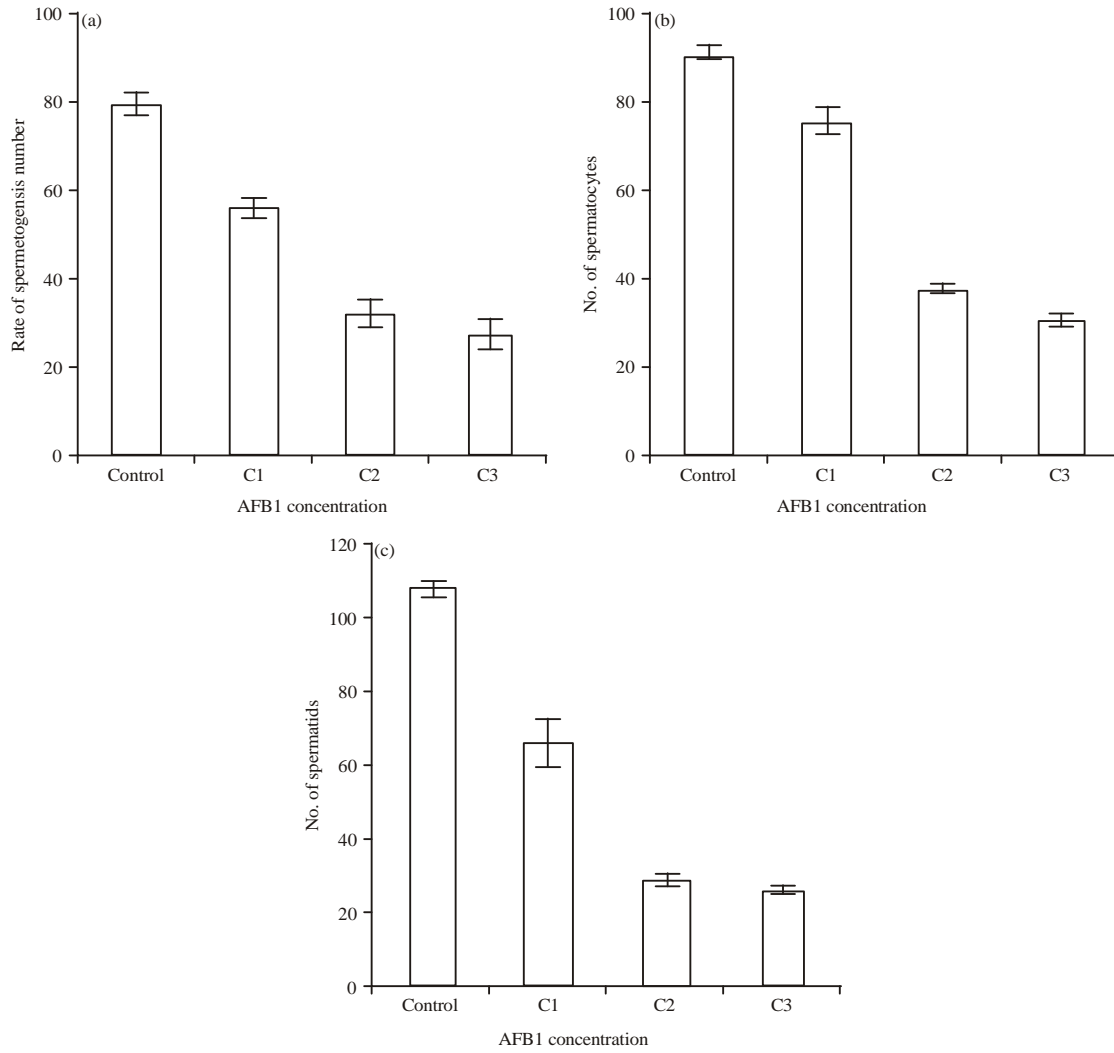 (a)
100
80
60
40
20
0
Rate of spermetogensis number
Control C1 C2 C3
AFB1 concentration
(b)
100
80
60
40
20
0
No. of spermatocytes
Control C1 C2 C3
AFB1 concentration
(c)
120
100
80
60
40
20
0
No. of spermatids
Control C1 C2 C3
AFB1 concentration